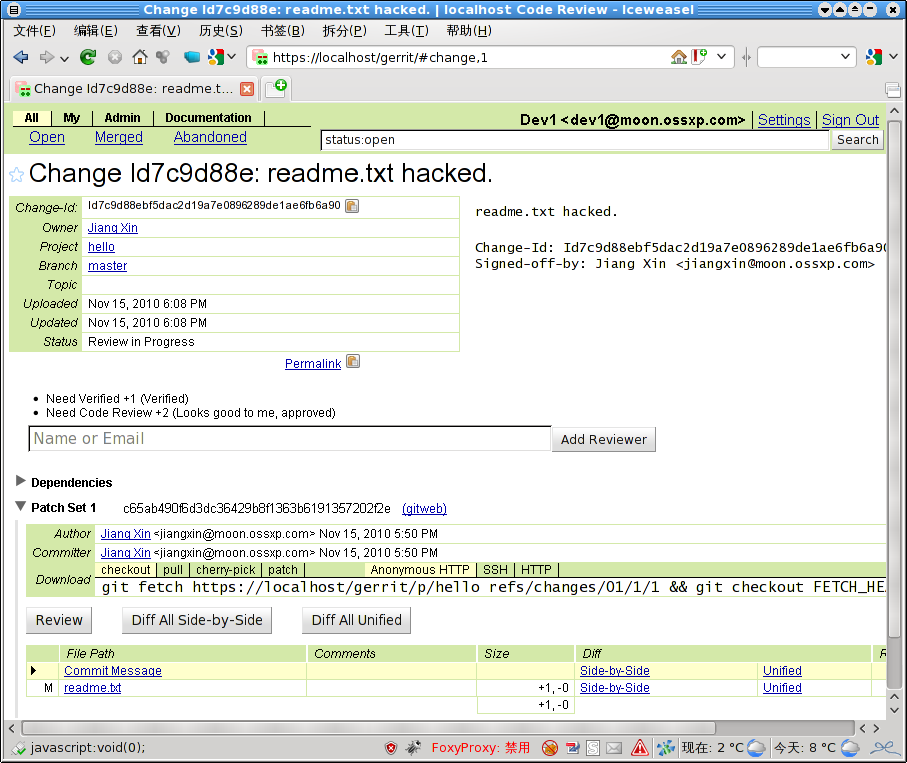 Change Id7c9d88e: readme.txt hacked. | localhost Code Review - Iceweasel
文件(F) 编辑(E) 查看(V) 历史(S) 书签(B) 拆分(P) 工具(T) 帮助(H)
https://localhost/gerrit/#change,1
Change Id7c9d88e: readme.t...
All My Admin Documentation
Dev1 <dev1@moon.ossxp.com> Settings Sign Out
Open Merged Abandoned
status:open Search
Change Id7c9d88e: readme.txt hacked.
Change-Id: Id7c9d88ebf5dac2d19a7e0896289de1ae6fb6a90
Owner Jiang Xin
Project hello
Branch master
Topic
Uploaded Nov 15, 2010 6:08 PM
Updated Nov 15, 2010 6:08 PM
Status Review in Progress
Permalink
readme.txt hacked.
Change-Id: Id7c9d88ebf5dac2d19a7e0896289de1ae6fb6a90
Signed-off-by: Jiang Xin <jiangxin@moon.ossxp.com>
Need Verified +1 (Verified)
Need Code Review +2 (Looks good to me, approved)
Name or Email Add Reviewer
Dependencies
Patch Set 1 c65ab490f6d3dc36429b8f1363b6191357202f2e (gitweb)
Author Jiang Xin <jiangxin@moon.ossxp.com> Nov 15, 2010 5:50 PM
Committer Jiang Xin <jiangxin@moon.ossxp.com> Nov 15, 2010 5:50 PM
Download checkout | pull | cherry-pick | patch | Anonymous HTTP | SSH | HTTP |
git fetch https://localhost/gerrit/p/hello refs/changes/01/1/1 && git checkout FETCH_HEA
Review Diff All Side-by-Side Diff All Unified
File Path Comments Size Diff R
Commit Message Side-by-Side Unified
M readme.txt +1, -0 Side-by-Side Unified
+1, -0
javascript:void(0); FoxyProxy: 禁用 现在: 2 °C 今天: 8 °C